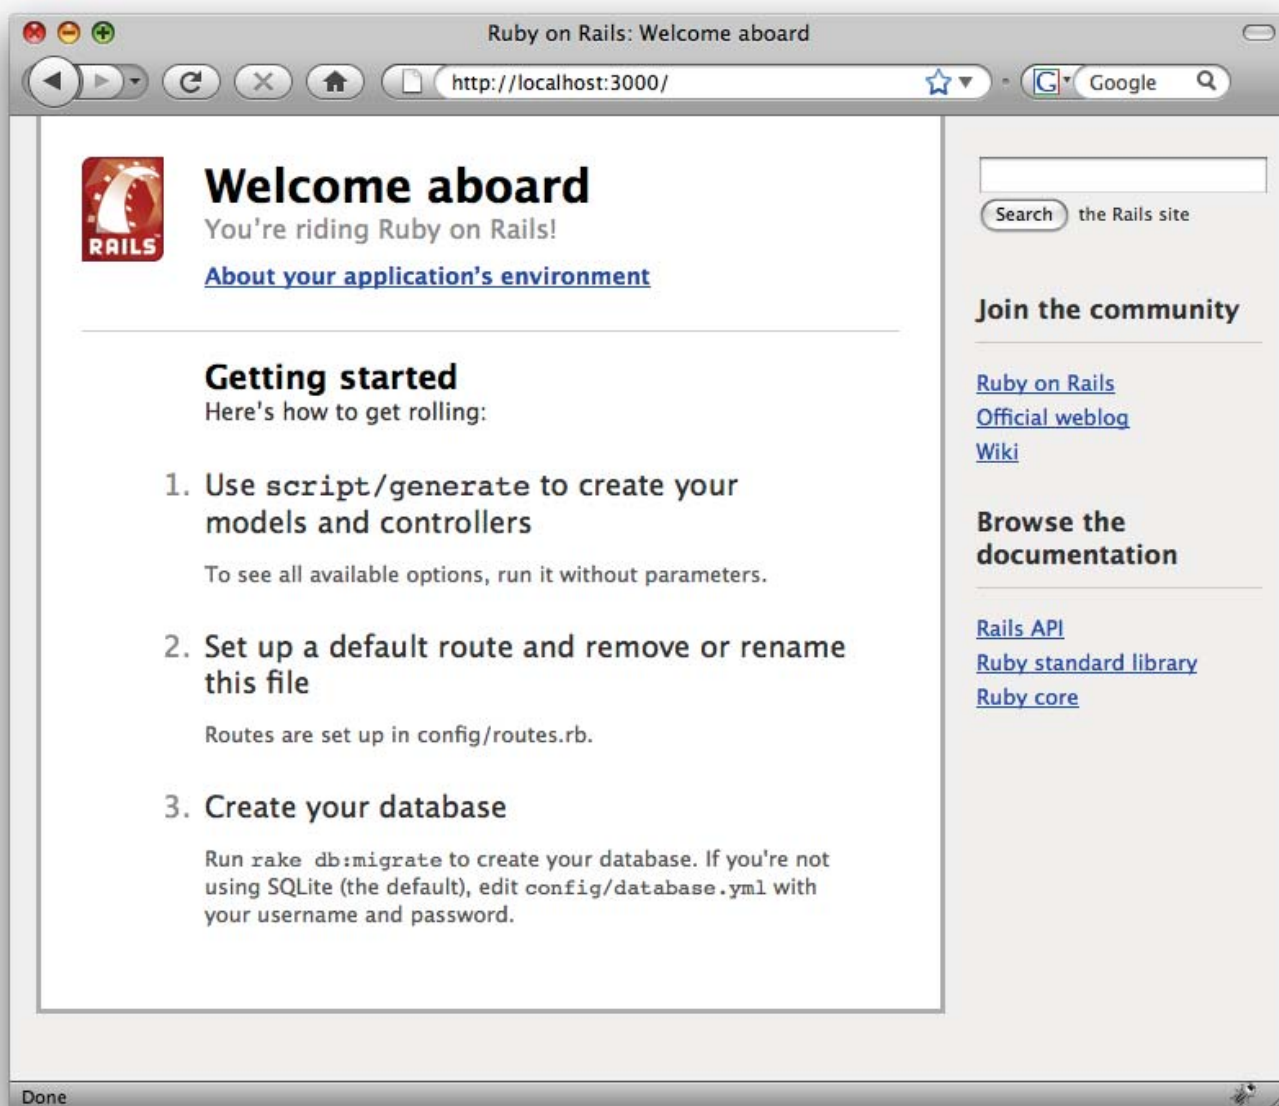 Ruby on Rails: Welcome aboard
http://localhost:3000/
G
Google
RAILS
Welcome aboard
You're riding Ruby on Rails!
About your application's environment
Getting started
Here's how to get rolling:
1. Use script/generate to create your
models and controllers
To see all available options, run it without parameters.
2. Set up a default route and remove or rename
this file
Routes are set up in config/routes.rb.
3. Create your database
Run rake db:migrate to create your database. If you're not
using SQLite (the default), edit config/database.yml with
your username and password.
Search the Rails site
Join the community
Ruby on Rails
Official weblog
Wiki
Browse the
documentation
Rails API
Ruby standard library
Ruby core
Done